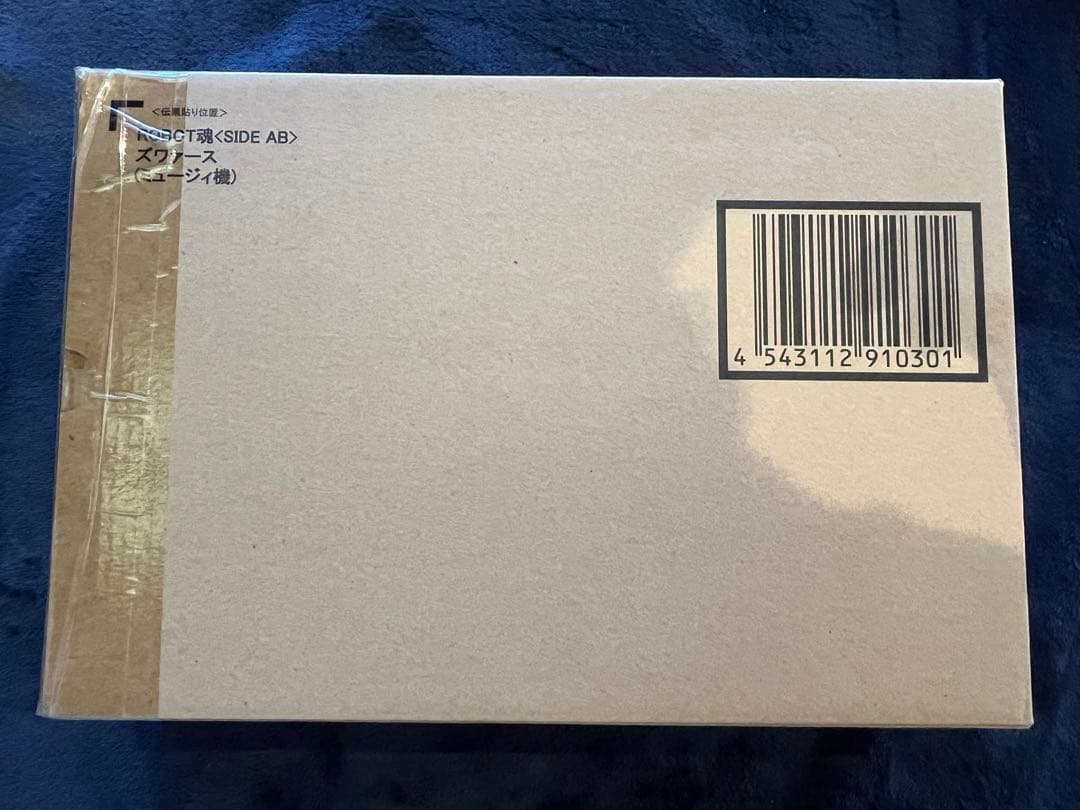 <伝票貼り位置>
ROBOT魂<SIDE AB>
ズワァース
(ミュージィ機)
4 543112 910301